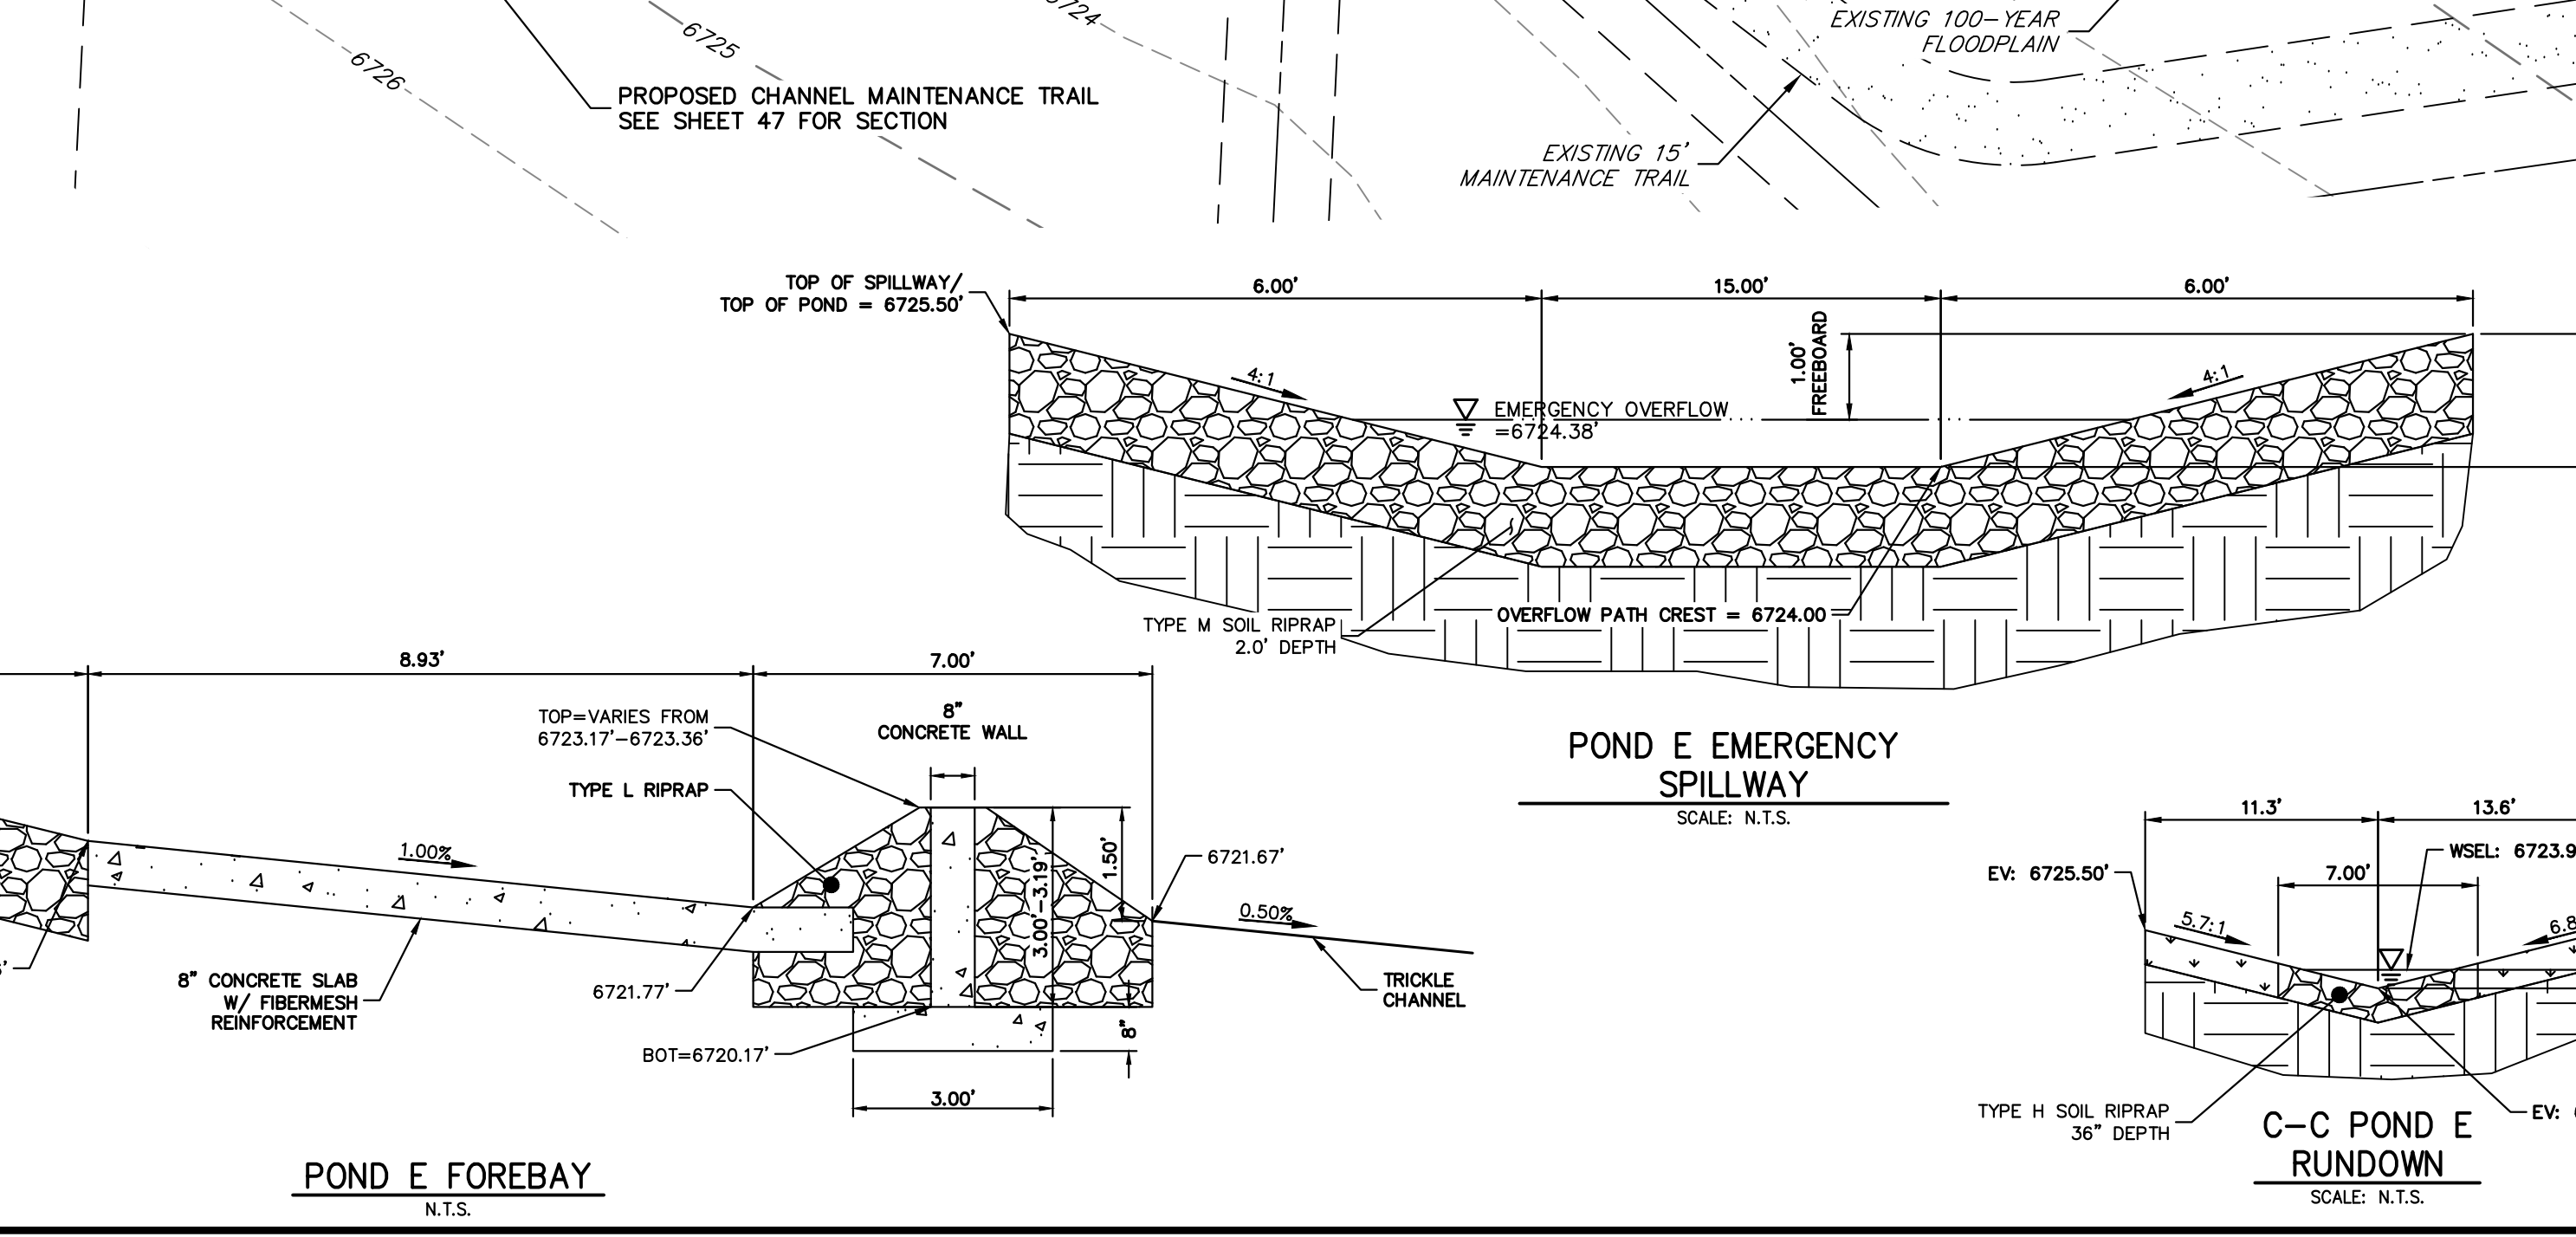 6726
6725
6724
PROPOSED CHANNEL MAINTENANCE TRAIL
SEE SHEET 47 FOR SECTION
EXISTING 100-YEAR
FLOODPLAIN
EXISTING 15'
MAINTENANCE TRAIL
TOP OF SPILLWAY/
TOP OF POND = 6725.50'
6.00'
15.00'
6.00'
4:1
4:1
1.00'
FREEBOARD
EMERGENCY OVERFLOW
=6724.38'
OVERFLOW PATH CREST = 6724.00
TYPE M SOIL RIPRAP
2.0' DEPTH
POND E EMERGENCY
SPILLWAY
SCALE: N.T.S.
8.93'
7.00'
TOP=VARIES FROM
6723.17'-6723.36'
8"
CONCRETE WALL
TYPE L RIPRAP
1.00%
3.00'-3.19'
1.50'
6721.67'
0.50%
TRICKLE
CHANNEL
8" CONCRETE SLAB
W/ FIBERMESH
REINFORCEMENT
6721.77'
BOT=6720.17'
8"
3.00'
POND E FOREBAY
N.T.S.
11.3'
13.6'
7.00'
EV: 6725.50'
WSEL: 6723.9
5.7:1
6.8
TYPE H SOIL RIPRAP
36" DEPTH
EV:
C-C POND E
RUNDOWN
SCALE: N.T.S.